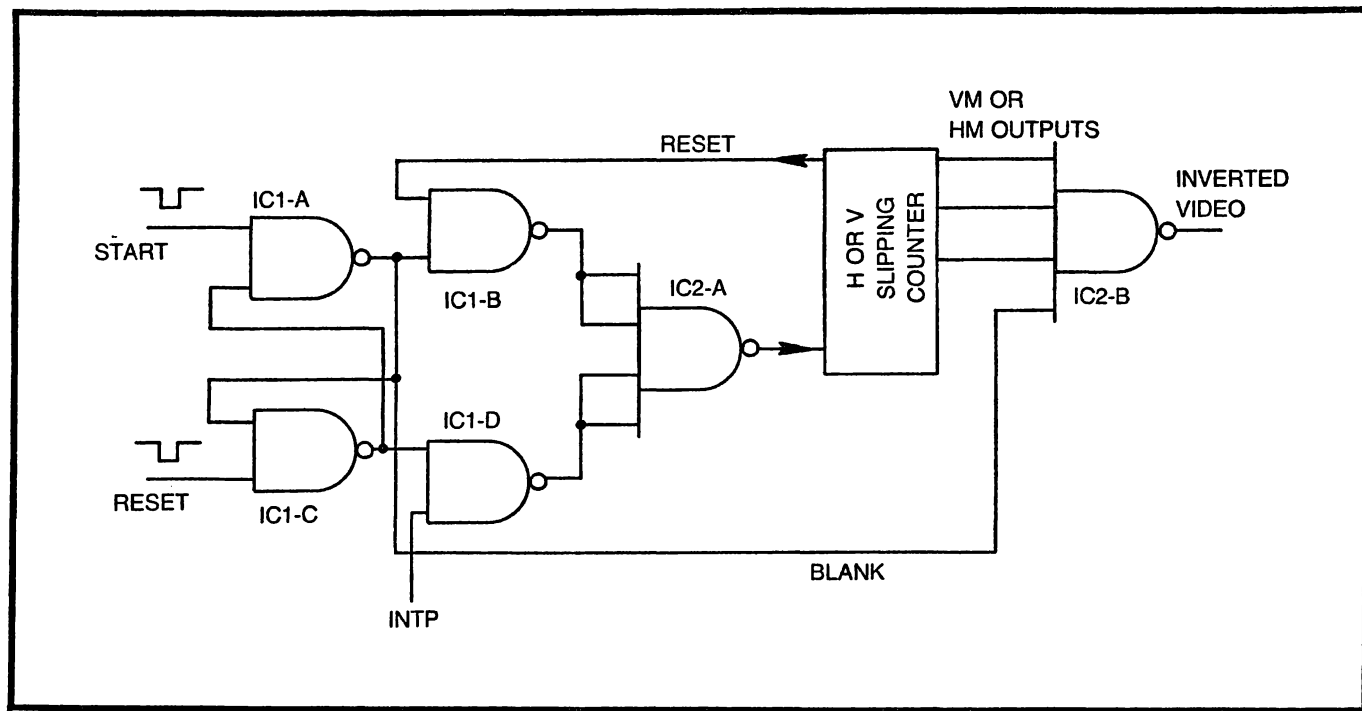 VM OR
HM OUTPUTS
RESET
INVERTED
VIDEO
IC1-A
START
H OR V
SLIPPING
COUNTER
IC1-B
IC2-A
IC2-B
IC1-D
RESET
IC1-C
BLANK
INTP